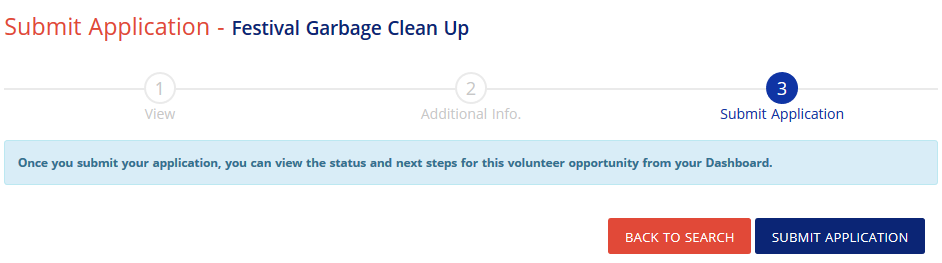 Submit Application - Festival Garbage Clean Up
1 2 3
View Additional Info. Submit Application
Once you submit your application, you can view the status and next steps for this volunteer opportunity from your Dashboard.
BACK TO SEARCH SUBMIT APPLICATION